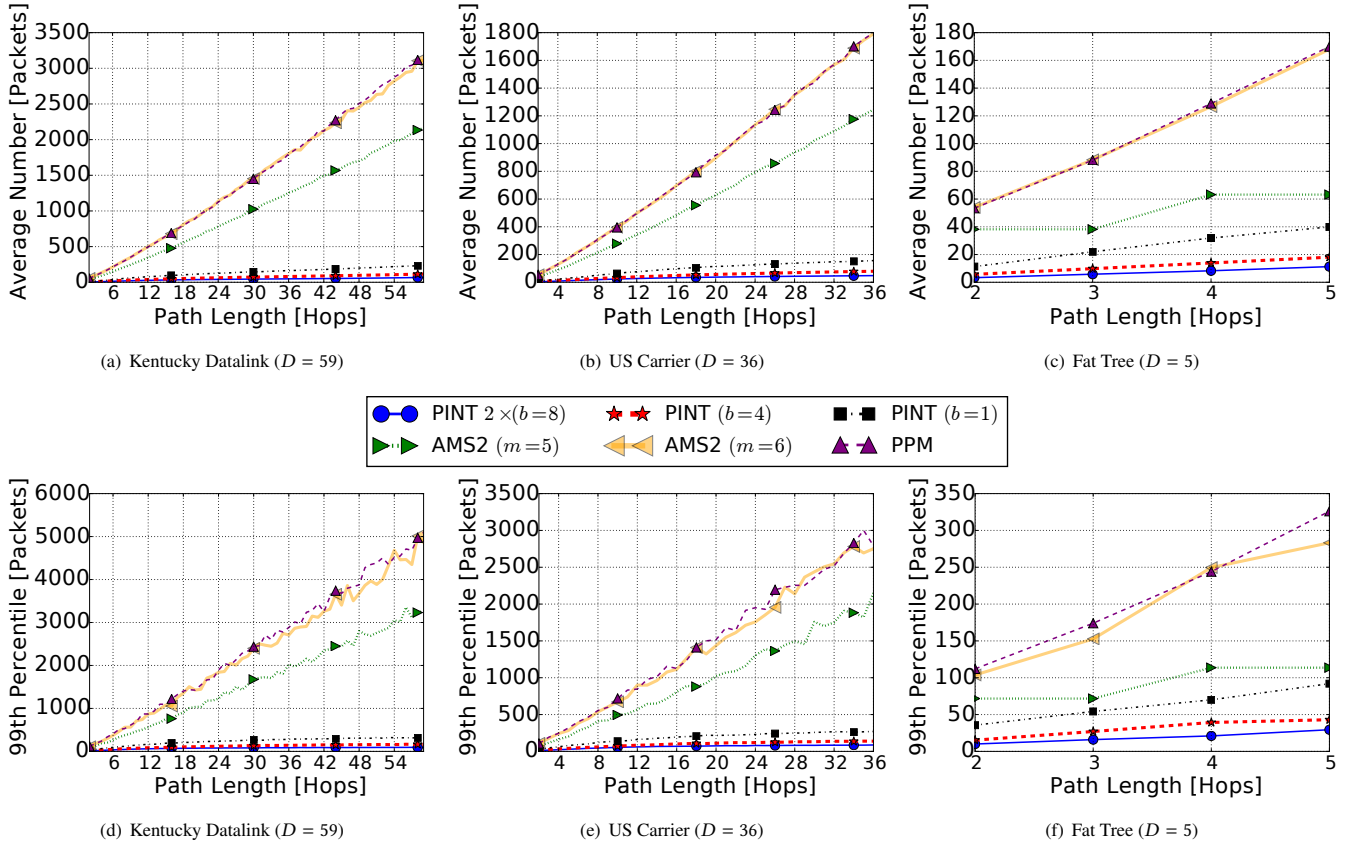 Average Number [Packets]
3500
3000
2500
2000
1500
1000
500
0
6 12 18 24 30 36 42 48 54
Path Length [Hops]
(a) Kentucky Datalink (D = 59)
Average Number [Packets]
1800
1600
1400
1200
1000
800
600
400
200
0
4 8 12 16 20 24 28 32 36
Path Length [Hops]
(b) US Carrier (D = 36)
Average Number [Packets]
180
160
140
120
100
80
60
40
20
0
2 3 4 5
Path Length [Hops]
(c) Fat Tree (D = 5)
PINT 2×(b=8) PINT (b=4) PINT (b=1)
AMS2 (m=5) AMS2 (m=6) PPM
99th Percentile [Packets]
6000
5000
4000
3000
2000
1000
0
6 12 18 24 30 36 42 48 54
Path Length [Hops]
(d) Kentucky Datalink (D = 59)
99th Percentile [Packets]
3500
3000
2500
2000
1500
1000
500
0
4 8 12 16 20 24 28 32 36
Path Length [Hops]
(e) US Carrier (D = 36)
99th Percentile [Packets]
350
300
250
200
150
100
50
0
2 3 4 5
Path Length [Hops]
(f) Fat Tree (D = 5)